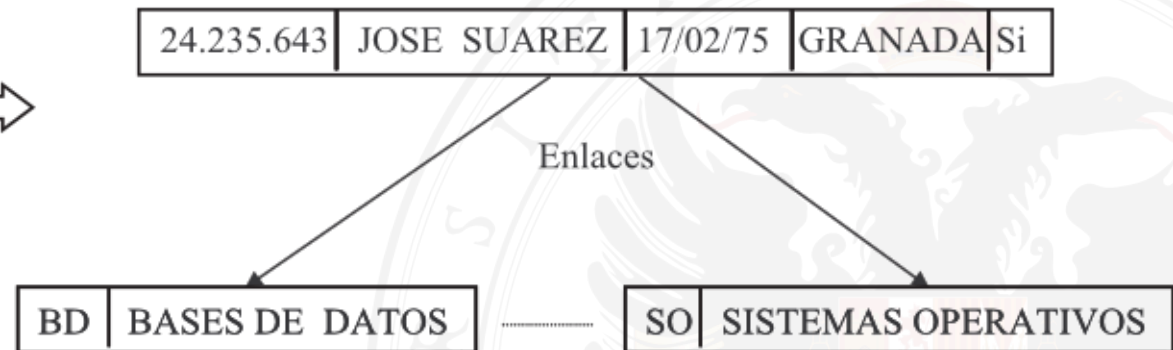 24.235.643 JOSE SUAREZ 17/02/75 GRANADA Si
Enlaces
BD BASES DE DATOS SO SISTEMAS OPERATIVOS